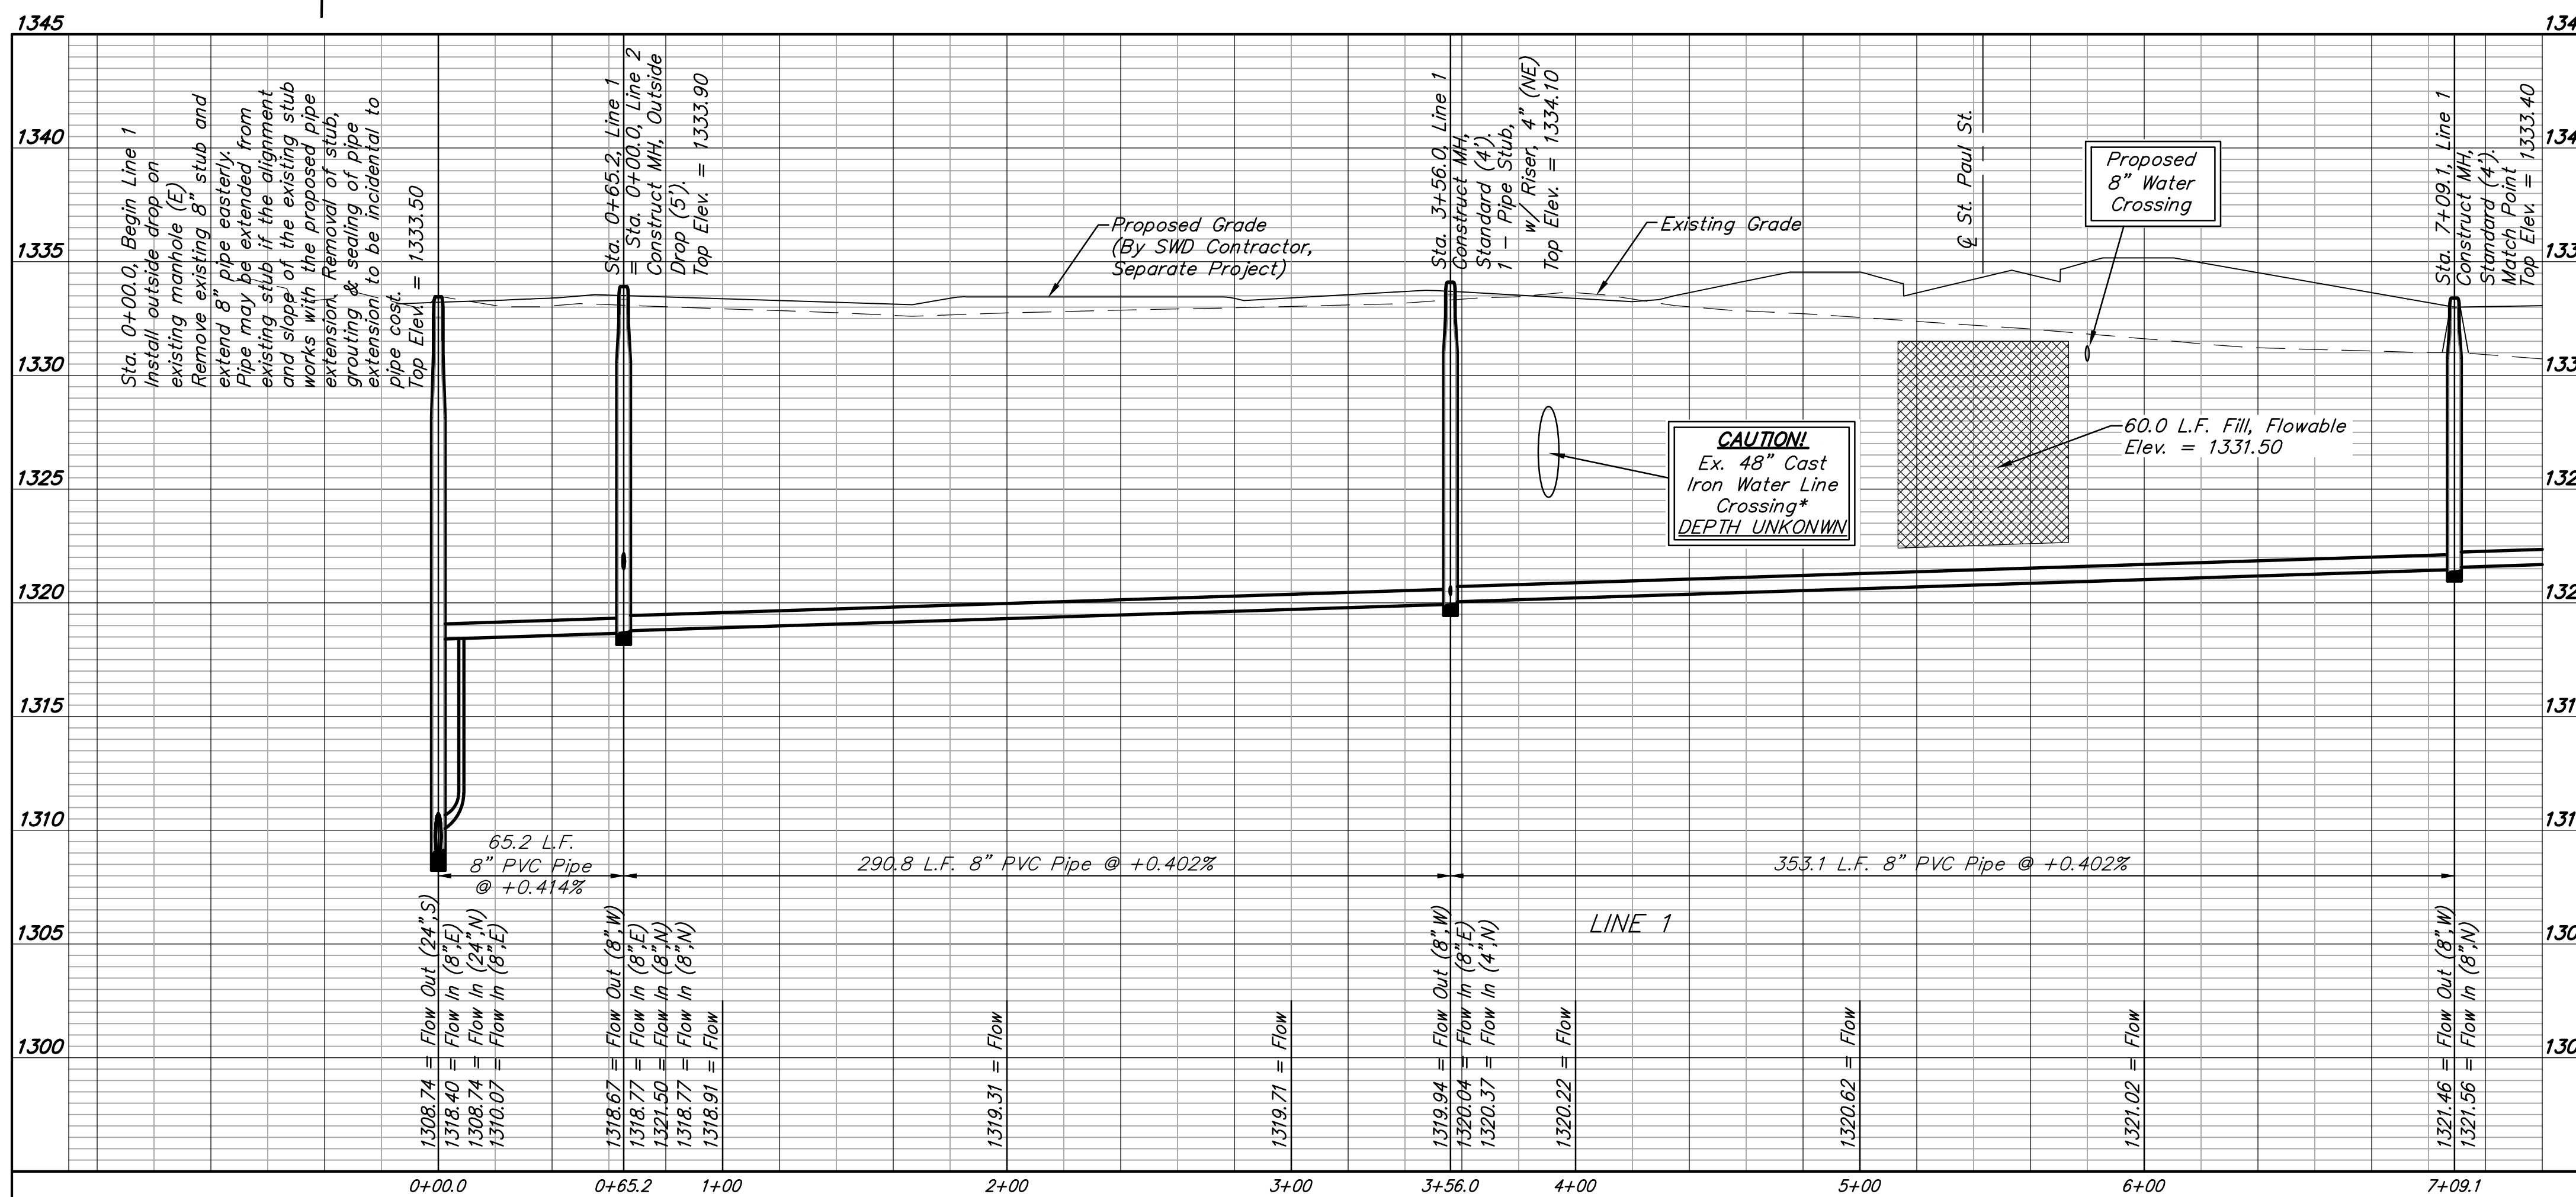 1345
1340
1335
1330
1325
1320
1315
1310
1305
1300
Sta. 0+00.0, Begin Line 1
Install outside drop on
existing manhole (E)
Remove existing 8" stub and
extend 8" pipe easterly.
Pipe may be extended from
existing stub if the alignment
and slope of the existing stub
works with the proposed pipe
extension. Removal of stub,
grouting & sealing of pipe
extension to be incidental to
pipe cost.
Top Elev. = 1333.50
Sta. 0+65.2, Line 1
= Sta. 0+00.0, Line 2
Construct MH, Outside
Drop (5').
Top Elev. = 1333.90
Proposed Grade
(By SWD Contractor,
Separate Project)
Sta. 3+56.0, Line 1
Construct MH,
Standard (4').
1 - Pipe Stub,
w/ Riser, 4" (NE)
Top Elev. = 1334.10
Existing Grade
CAUTION!
Ex. 48" Cast
Iron Water Line
Crossing*
DEPTH UNKONWN
℄ St. Paul St.
Proposed
8" Water
Crossing
60.0 L.F. Fill, Flowable
Elev. = 1331.50
Sta. 7+09.1, Line 1
Construct MH,
Standard (4').
Match Point
Top Elev. = 1333.40
134
134
133
133
132
132
131
131
130
130
65.2 L.F.
8" PVC Pipe
@ +0.414%
290.8 L.F. 8" PVC Pipe @ +0.402%
353.1 L.F. 8" PVC Pipe @ +0.402%
LINE 1
1308.74 = Flow Out (24",S)
1318.40 = Flow In (8",E)
1308.74 = Flow In (24",N)
1310.07 = Flow In (8",E)
1318.67 = Flow Out (8",W)
1318.77 = Flow In (8",E)
1321.50 = Flow In (8",N)
1318.77 = Flow In (8",N)
1318.91 = Flow
1319.31 = Flow
1319.71 = Flow
1319.94 = Flow Out (8",W)
1320.04 = Flow In (8",E)
1320.37 = Flow In (4",N)
1320.22 = Flow
1320.62 = Flow
1321.02 = Flow
1321.46 = Flow Out (8",W)
1321.56 = Flow In (8",N)
0+00.0
0+65.2
1+00
2+00
3+00
3+56.0
4+00
5+00
6+00
7+09.1